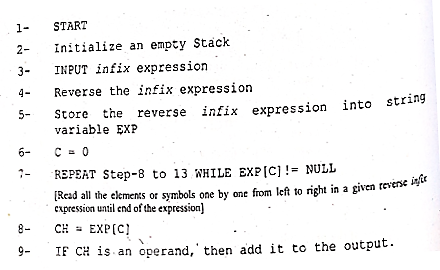 1- START
2- Initialize an empty Stack
3- INPUT infix expression
4- Reverse the infix expression
5- Store the reverse infix expression into string
variable EXP
6- C = 0
7- REPEAT Step-8 to 13 WHILE EXP[C]!= NULL
[Read all the elements or symbols one by one from left to right in a given reverse infix
expression until end of the expression]
8- CH = EXP[C]
9- IF CH is an operand, then add it to the output.